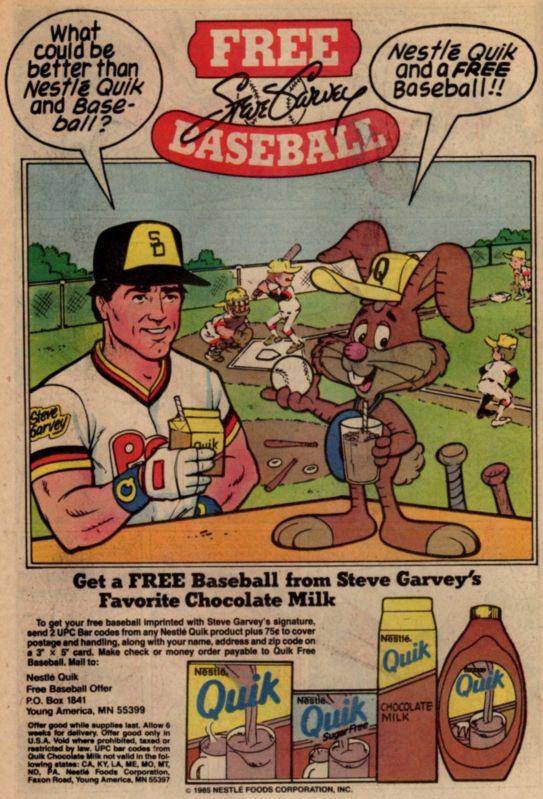 What
could be
better than
Nestlé Quik
and Base-
ball?
FREE
Steve Garvey
BASEBALL
Nestlé Quik
and a FREE
Baseball!!
SD
Q
Steve
Garvey
Quik
Get a FREE Baseball from Steve Garvey's
Favorite Chocolate Milk
To get your free baseball imprinted with Steve Garvey's signature,
send 2 UPC Bar codes from any Nestlé Quik product plus 75¢ to cover
postage and handling, along with your name, address and zip code on
a 3" x 5" card. Make check or money order payable to Quik Free
Baseball. Mail to:
Nestlé Quik
Free Baseball Offer
P.O. Box 1841
Young America, MN 55399
Offer good while supplies last. Allow 6
weeks for delivery. Offer good only in
U.S.A. Void where prohibited, taxed or
restricted by law. UPC bar codes from
Quik Chocolate Milk not valid in the fol-
lowing states: CA, KY, LA, ME, MO, MT,
ND, PA. Nestlé Foods Corporation,
Faxon Road, Young America, MN 55397
Nestlé
Quik
Nestlé
Quik
Sugar Free
Nestlé
Quik
CHOCOLATE
MILK
Quik
© 1985 NESTLÉ FOODS CORPORATION, INC.